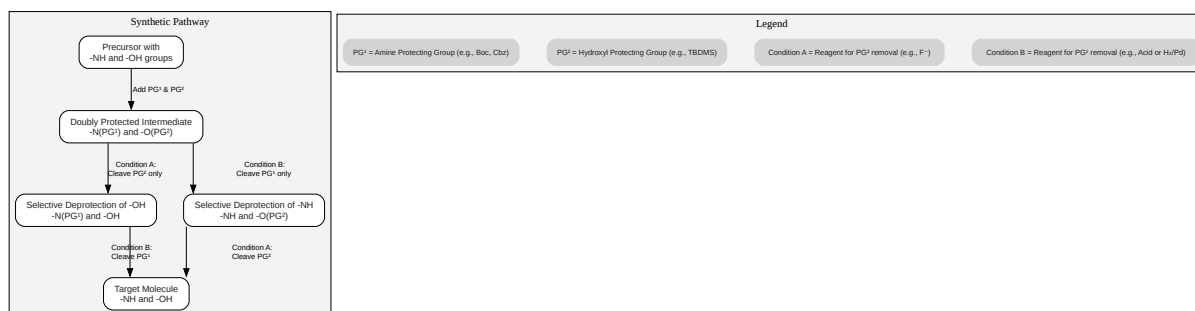 Synthetic Pathway
Precursor with
-NH and -OH groups
Add PG¹ & PG²
Doubly Protected Intermediate
-N(PG¹) and -O(PG²)
Condition A:
Cleave PG² only
Condition B:
Cleave PG¹ only
Selective Deprotection of -OH
-N(PG¹) and -OH
Selective Deprotection of -NH
-NH and -O(PG²)
Condition B:
Cleave PG¹
Condition A:
Cleave PG²
Target Molecule
-NH and -OH
Legend
PG¹ = Amine Protecting Group (e.g., Boc, Cbz)
PG² = Hydroxyl Protecting Group (e.g., TBDMS)
Condition A = Reagent for PG² removal (e.g., F⁻)
Condition B = Reagent for PG¹ removal (e.g., Acid or H₂/Pd)